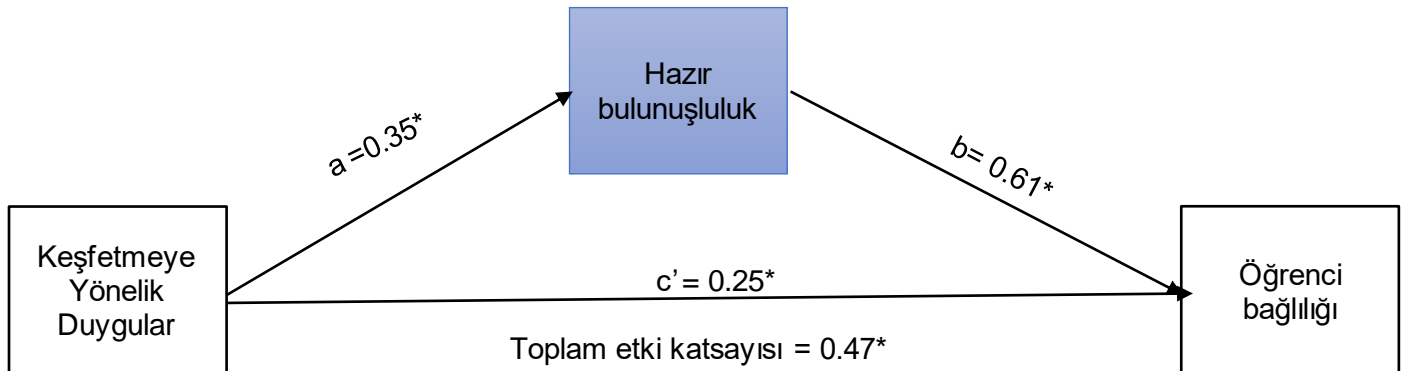 Hazır
bulunuşluluk
a =0.35*
b= 0.61*
Keşfetmeye
Yönelik
Duygular
c’ = 0.25*
Öğrenci
bağlılığı
Toplam etki katsayısı = 0.47*